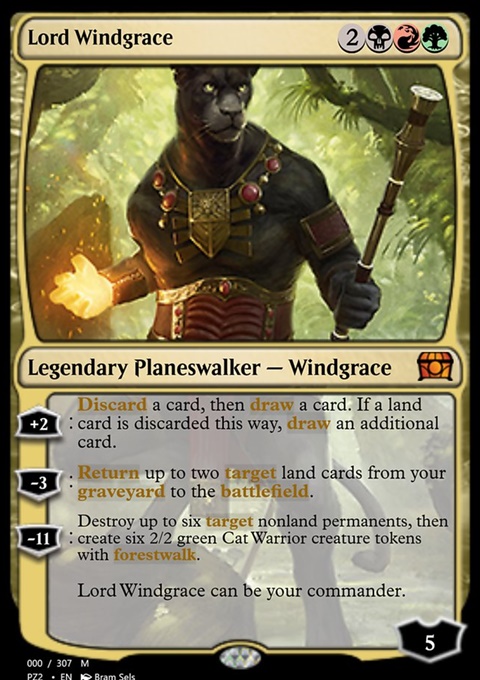 Lord Windgrace 2
Legendary Planeswalker — Windgrace
+2 : Discard a card, then draw a card. If a land
card is discarded this way, draw an additional
card.
-3 : Return up to two target land cards from your
graveyard to the battlefield.
-11 : Destroy up to six target nonland permanents, then
create six 2/2 green Cat Warrior creature tokens
with forestwalk.
Lord Windgrace can be your commander.
5
000 / 307 M
PZ2 • EN Bram Sels